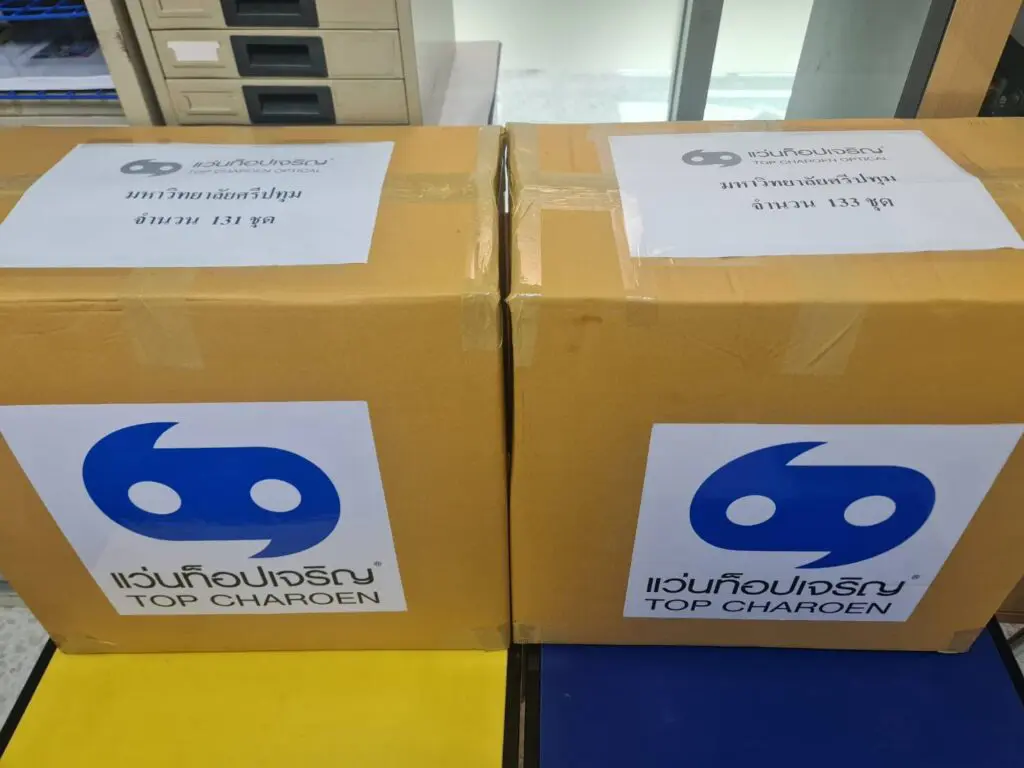 แว่นท็อปเจริญ
TOP CHAROEN OPTICAL
มหาวิทยาลัยศรีปทุม
จำนวน 131 ชุด
แว่นท็อปเจริญ
TOP CHAROEN OPTICAL
มหาวิทยาลัยศรีปทุม
จำนวน 133 ชุด
แว่นท็อปเจริญ®
TOP CHAROEN
แว่นท็อปเจริญ®
TOP CHAROEN